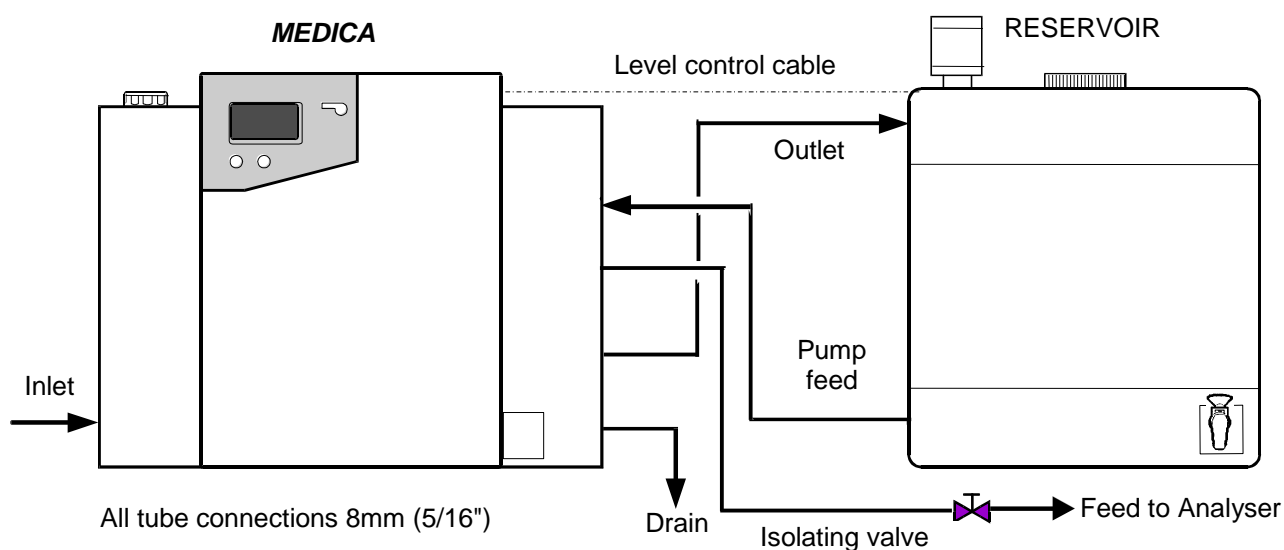 MEDICA
RESERVOIR
Level control cable
Outlet
Pump
feed
Inlet
All tube connections 8mm (5/16")
Drain
Isolating valve
Feed to Analyser